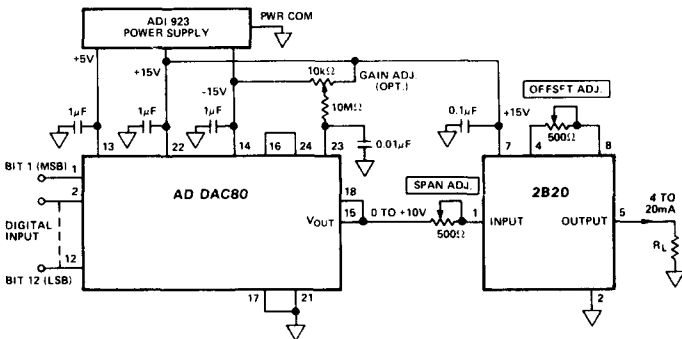 ADI 923
POWER SUPPLY
PWR COM
+5V
+15V
-15V
10kΩ
GAIN ADJ.
(OPT.)
10MΩ
1µF
1µF
1µF
0.01µF
0.1µF
+15V
OFFSET ADJ.
500Ω
13
22
14
16
24
23
7
4
8
BIT 1 (MSB)
1
2
DIGITAL
INPUT
12
BIT 12 (LSB)
AD DAC80
18
15
VOUT
0 TO +10V
SPAN ADJ.
500Ω
17
21
2B20
1
INPUT
OUTPUT
5
4 TO
20mA
RL
2